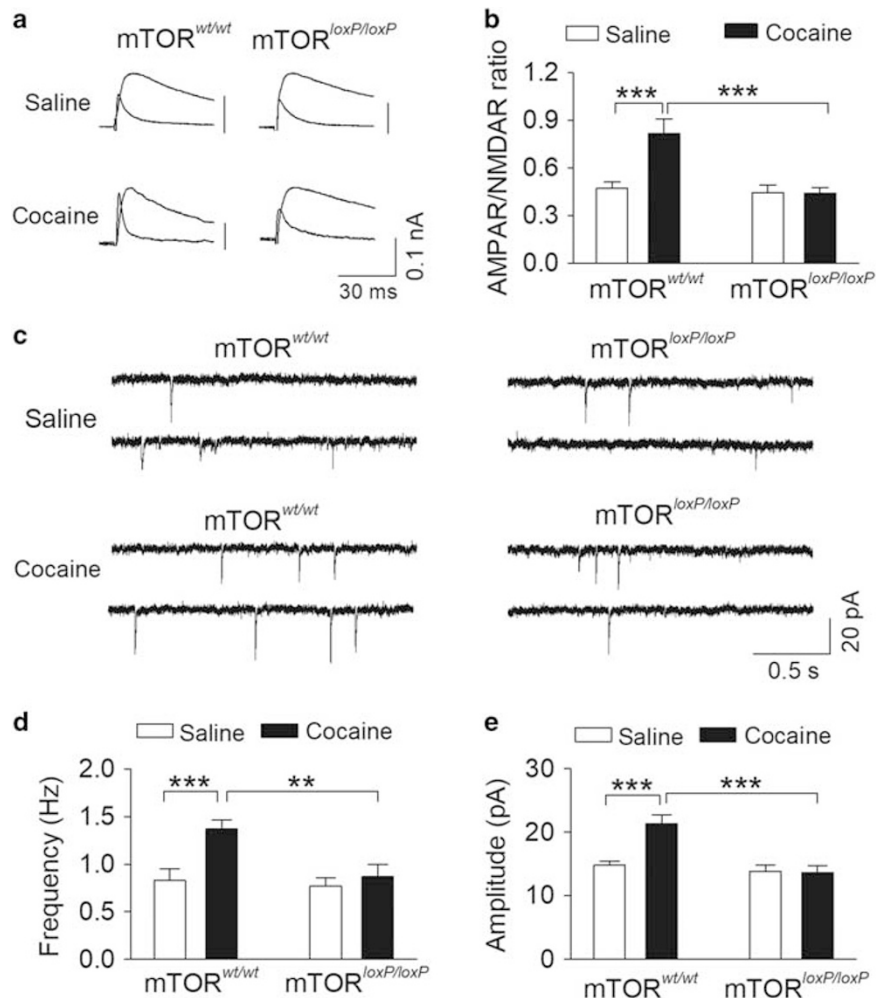 a
mTOR^wt/wt mTOR^loxP/loxP
Saline
Cocaine
0.1 nA
30 ms
b
Saline Cocaine
AMPAR/NMDAR ratio
1.2
0.9
0.6
0.3
0.0
*** ***
mTOR^wt/wt mTOR^loxP/loxP
c
mTOR^wt/wt mTOR^loxP/loxP
Saline
mTOR^wt/wt mTOR^loxP/loxP
Cocaine
20 pA
0.5 s
d
Saline Cocaine
Frequency (Hz)
2.0
1.5
1.0
0.5
0.0
*** **
mTOR^wt/wt mTOR^loxP/loxP
e
Saline Cocaine
Amplitude (pA)
30
20
10
0
*** ***
mTOR^wt/wt mTOR^loxP/loxP